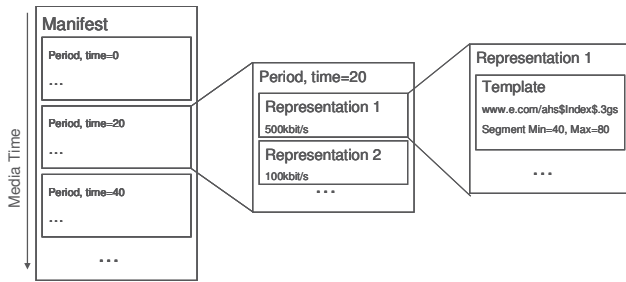 Media Time
Manifest
Period, time=0
...
Period, time=20
...
Period, time=40
...
...
Period, time=20
Representation 1
500kbit/s
Representation 2
100kbit/s
...
Representation 1
Template
www.e.com/ahs$Index$.3gs
Segment Min=40, Max=80
...